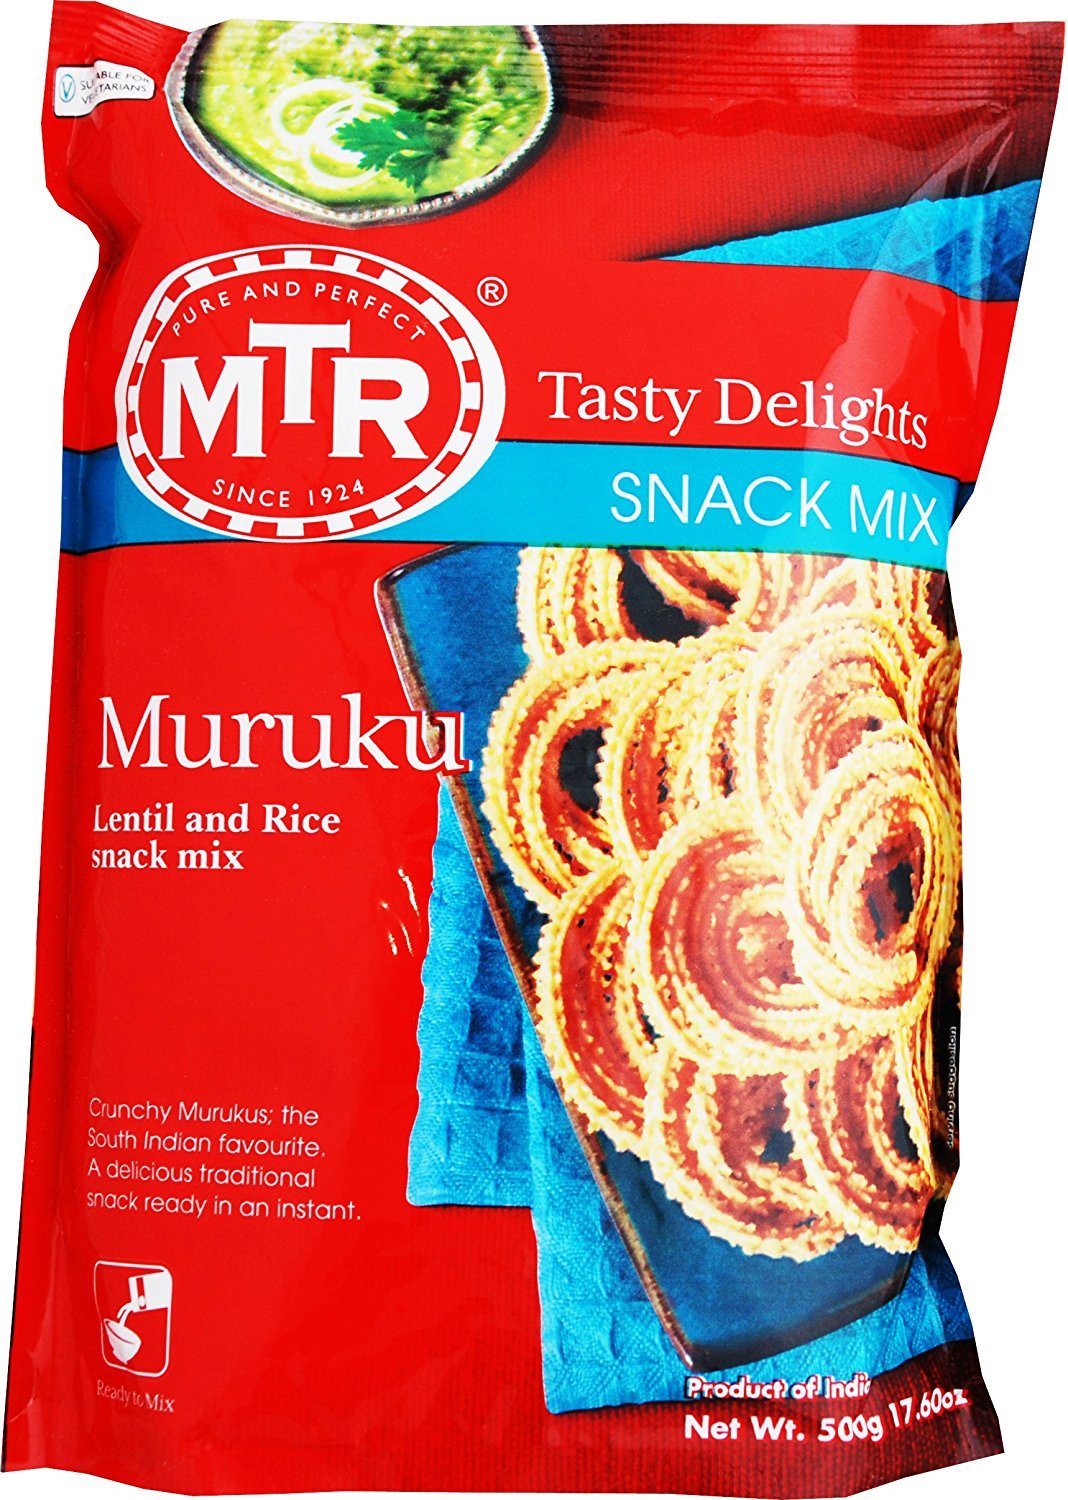 SUITABLE FOR
VEGETARIANS
PURE AND PERFECT
®
MTR
SINCE 1924
Tasty Delights
SNACK MIX
Muruku
Lentil and Rice
snack mix
Crunchy Murukus; the
South Indian favourite.
A delicious traditional
snack ready in an instant.
Ready to Mix
serving suggestion
Product of India
Net Wt. 500g 17.60oz